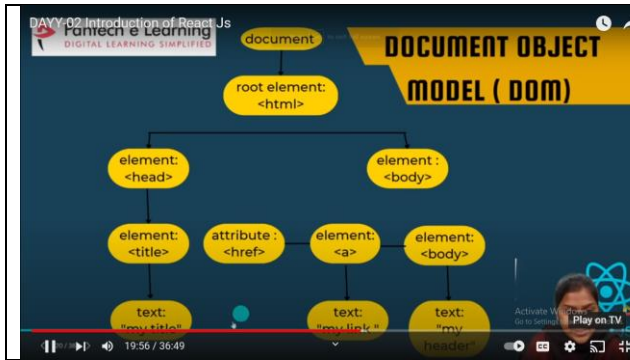 DAYY-02 Introduction of React Js
Pantech e Learning
DIGITAL LEARNING SIMPLIFIED
DOCUMENT OBJECT
MODEL ( DOM)
document
root element:
<html>
element:
<head>
element :
<body>
element:
<title>
attribute :
<href>
element:
<a>
element:
<body>
text:
"my title"
text:
"my link "
text:
"my
header"
Activate Windows
Go to Settings
Play on TV
19:56 / 36:49